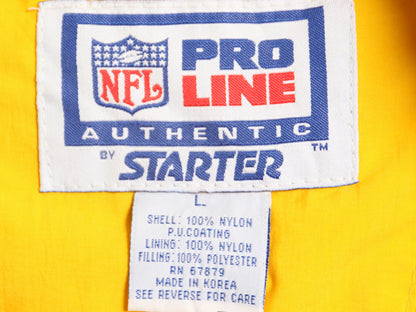 NFL
PRO
LINE
AUTHENTIC
BY STARTER TM
L
SHELL: 100% NYLON
P.U.COATING
LINING: 100% NYLON
FILLING: 100% POLYESTER
RN 67879
MADE IN KOREA
SEE REVERSE FOR CARE